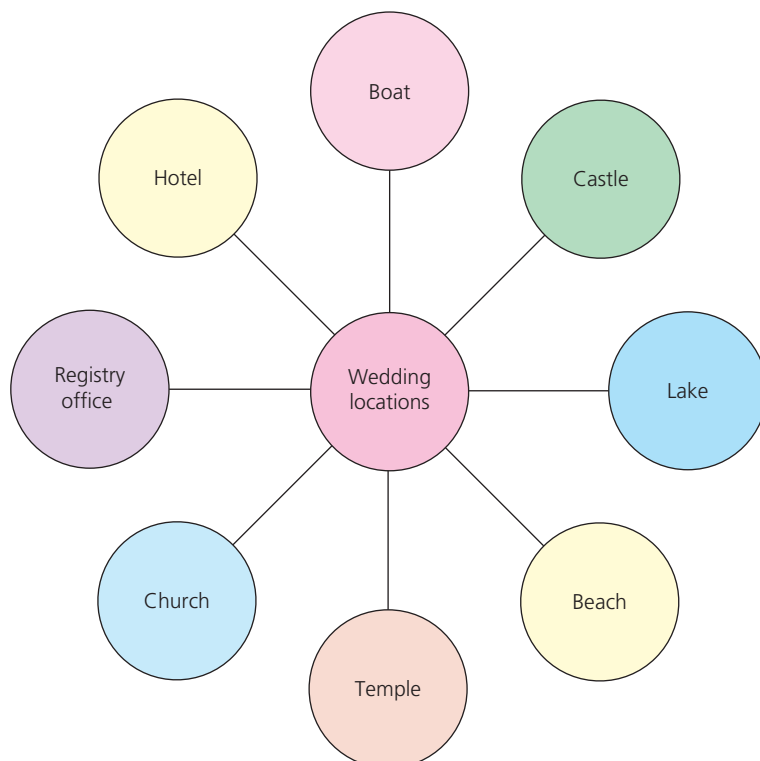 Boat
Hotel
Castle
Registry
office
Wedding
locations
Lake
Church
Beach
Temple